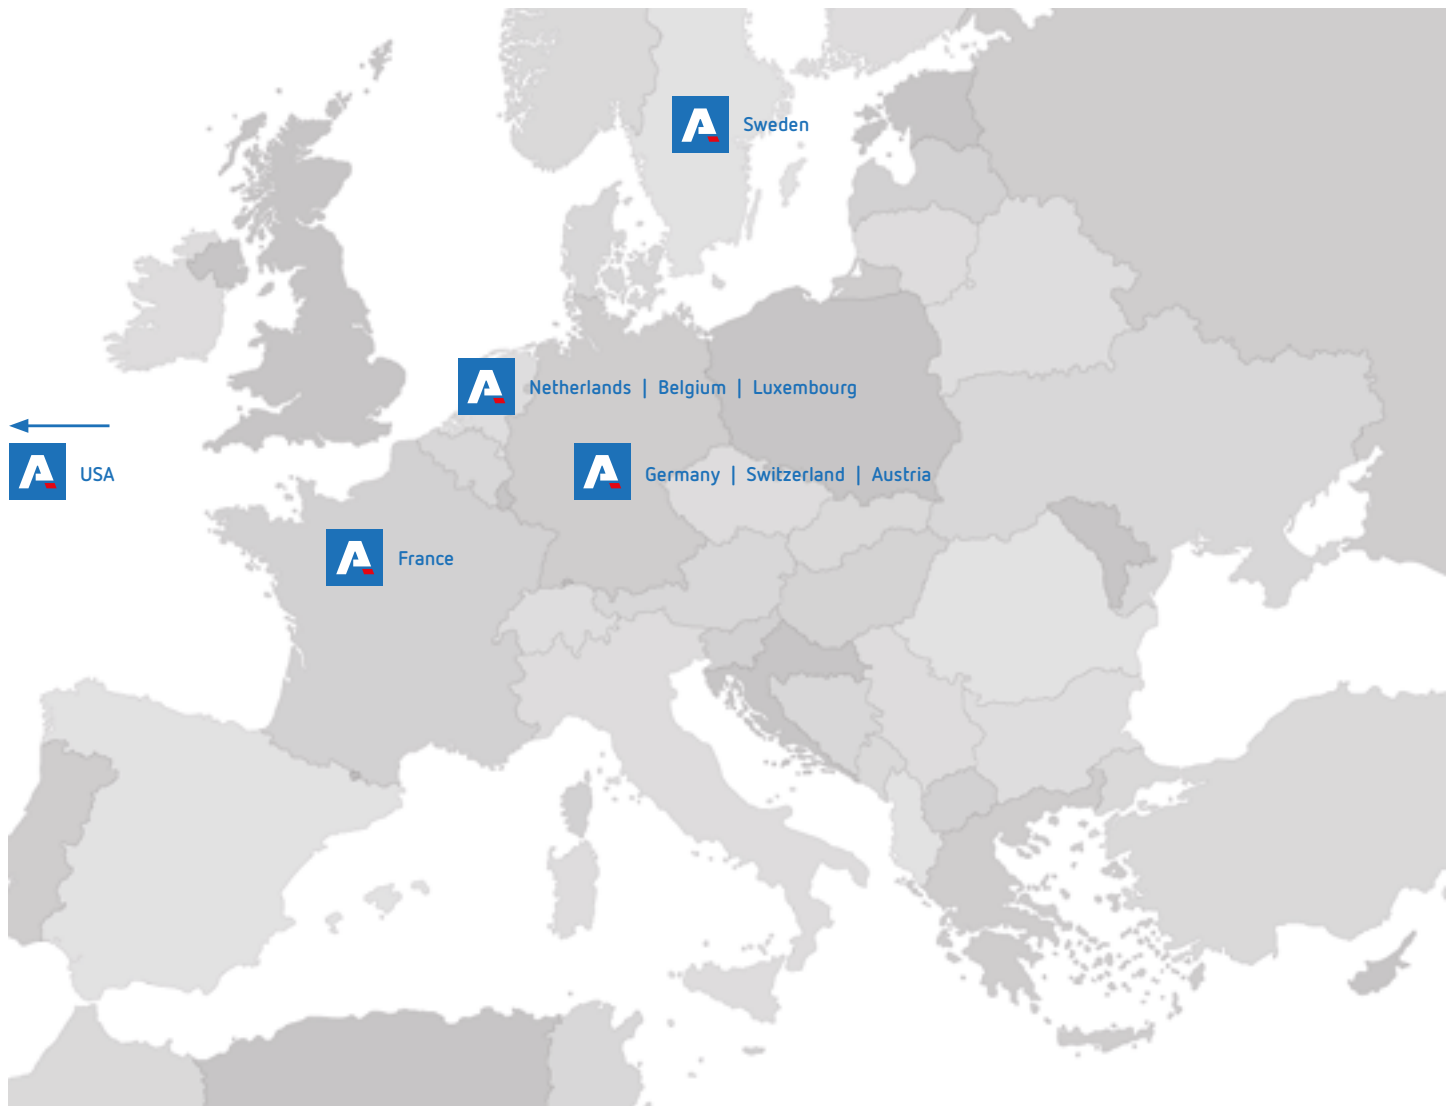 Sweden
Netherlands | Belgium | Luxembourg
USA
Germany | Switzerland | Austria
France